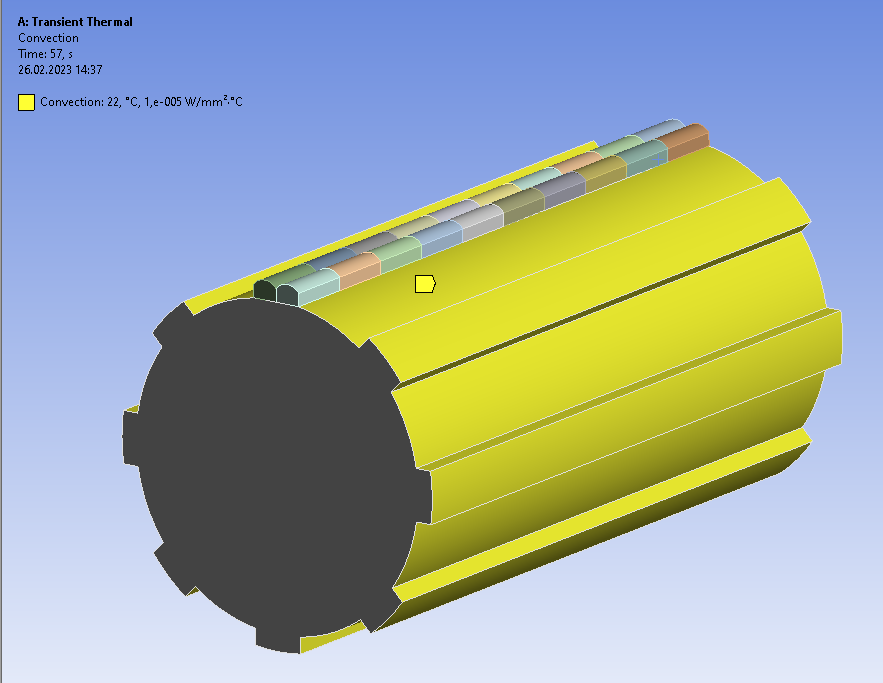 A: Transient Thermal
Convection
Time: 57, s
26.02.2023 14:37
Convection: 22, °C, 1,e-005 W/mm²·°C